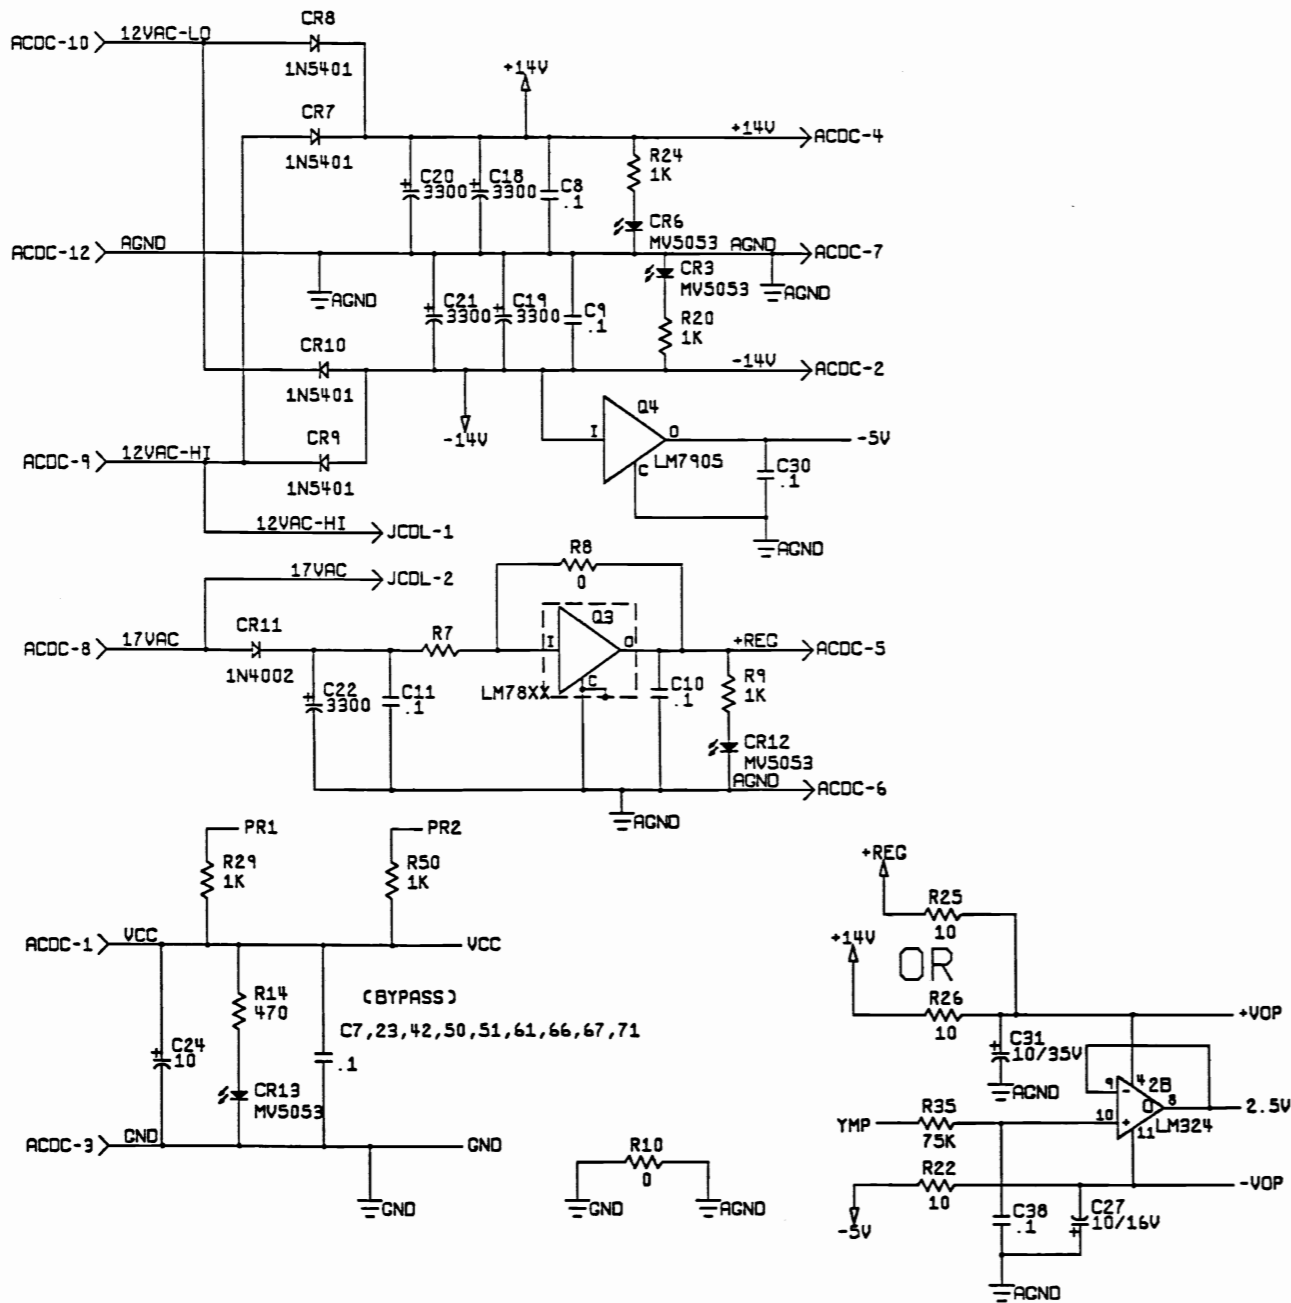 CR8
ACDC-10 12VAC-LO
1N5401
+14V
CR7
1N5401
+14V ACDC-4
R24
1K
C20
3300
C18
3300
C8
.1
CR6
MV5053
ACDC-12 AGND
AGND ACDC-7
AGND
CR3
MV5053
AGND
C21
3300
C19
3300
C9
.1
R20
1K
CR10
1N5401
-14V ACDC-2
-14V
Q4
I O
LM7905
C
-5V
C30
.1
AGND
CR9
1N5401
ACDC-9 12VAC-HI
12VAC-HI JCDL-1
17VAC JCDL-2
R8
0
ACDC-8 17VAC
CR11
1N4002
R7
Q3
I O
C
LM78XX
+REG ACDC-5
C22
3300
C11
.1
C10
.1
R9
1K
CR12
MV5053
AGND ACDC-6
AGND
PR1
PR2
R29
1K
R50
1K
ACDC-1 VCC
VCC
R14
470
(BYPASS)
C7,23,42,50,51,61,66,67,71
.1
C24
10
CR13
MV5053
ACDC-3 GND
GND
GND
R10
0
GND
AGND
+REG
R25
10
+14V
OR
R26
10
+VOP
C31
10/35V
AGND
9 - 4 2B
Q 8
10 + 11
LM324
2.5V
YMP
R35
75K
R22
10
-VOP
-5V
C38
.1
C27
10/16V
AGND